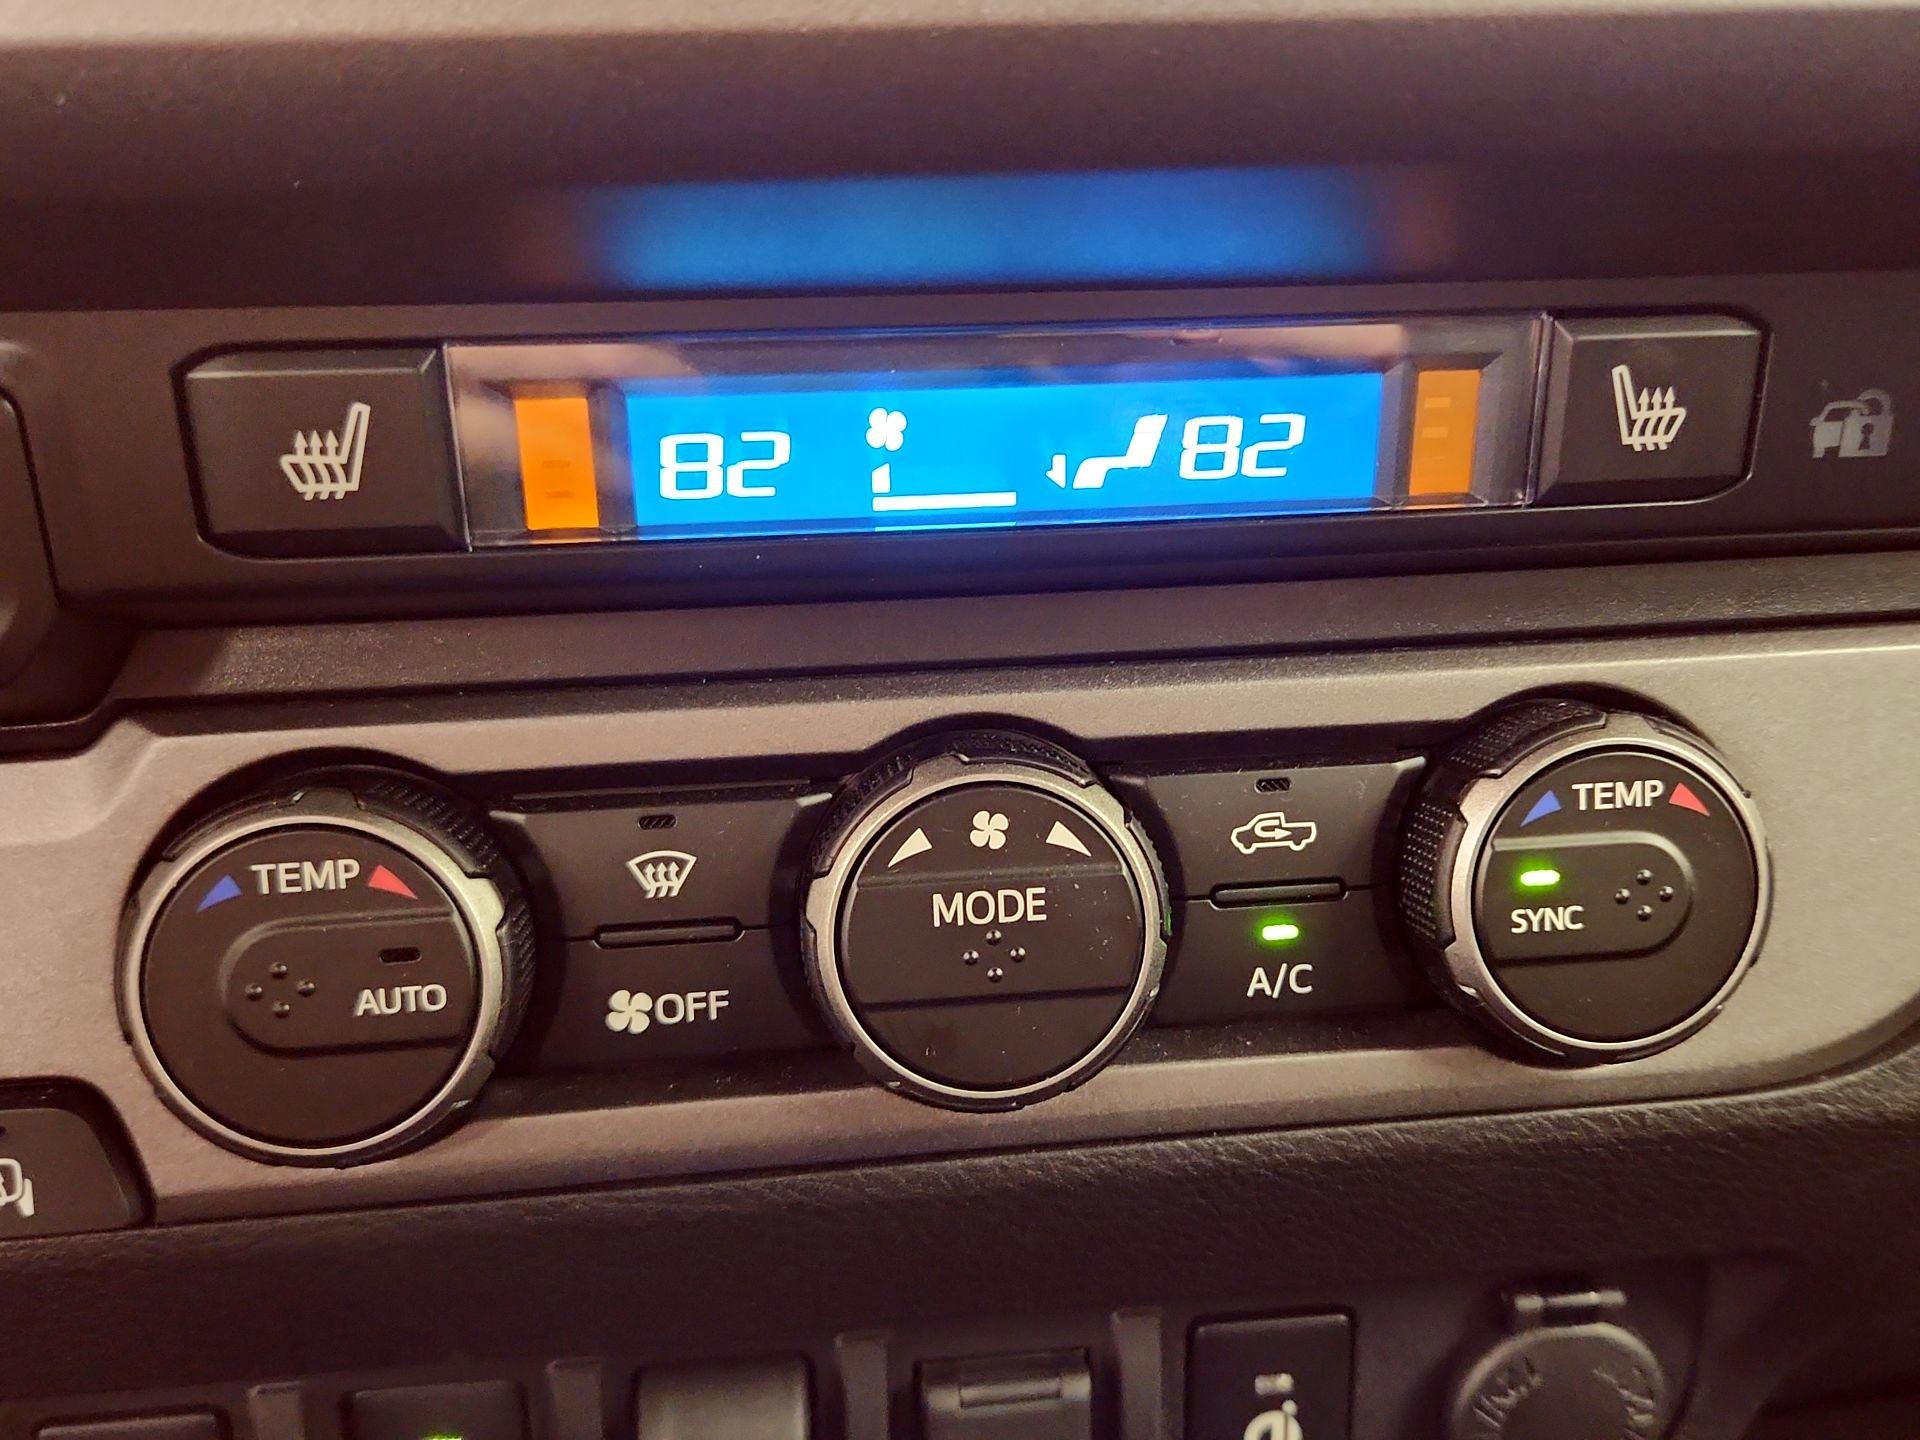 82
82
TEMP
AUTO
OFF
MODE
A/C
TEMP
SYNC